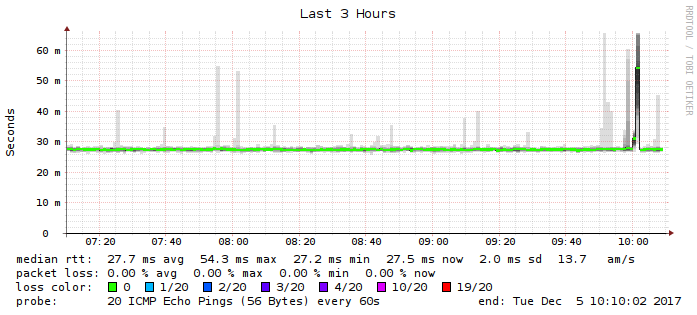 Last 3 Hours
RRDTOOL / TOBI OETIKER
Seconds
60 m
50 m
40 m
30 m
20 m
10 m
0
07:20 07:40 08:00 08:20 08:40 09:00 09:20 09:40 10:00
median rtt: 27.7 ms avg 54.3 ms max 27.2 ms min 27.5 ms now 2.0 ms sd 13.7 am/s
packet loss: 0.00 % avg 0.00 % max 0.00 % min 0.00 % now
loss color: 0 1/20 2/20 3/20 4/20 10/20 19/20
probe: 20 ICMP Echo Pings (56 Bytes) every 60s end: Tue Dec 5 10:10:02 2017